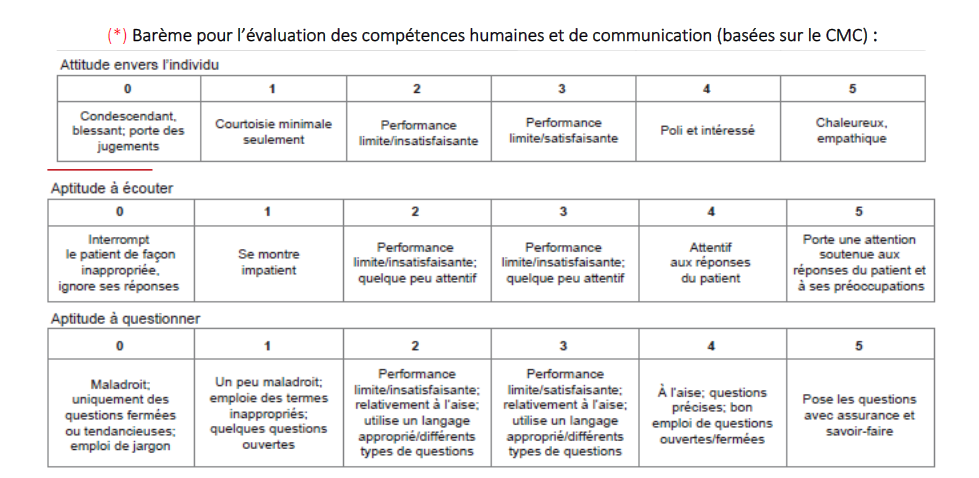 (*) Barème pour l'évaluation des compétences humaines et de communication (basées sur le CMC) :
Attitude envers l'individu
0 1 2 3 4 5
Condescendant,
blessant; porte des
jugements
Courtoisie minimale
seulement
Performance
limite/insatisfaisante
Performance
limite/satisfaisante
Poli et intéressé
Chaleureux,
empathique
Aptitude à écouter
0 1 2 3 4 5
Interrompt
le patient de façon
inappropriée,
ignore ses réponses
Se montre
impatient
Performance
limite/insatisfaisante;
quelque peu attentif
Performance
limite/insatisfaisante;
quelque peu attentif
Attentif
aux réponses
du patient
Porte une attention
soutenue aux
réponses du patient et
à ses préoccupations
Aptitude à questionner
0 1 2 3 4 5
Maladroit;
uniquement des
questions fermées
ou tendancieuses;
emploi de jargon
Un peu maladroit;
emploie des termes
inappropriés;
quelques questions
ouvertes
Performance
limite/insatisfaisante;
relativement à l'aise;
utilise un langage
approprié/différents
types de questions
Performance
limite/satisfaisante;
relativement à l'aise;
utilise un langage
approprié/différents
types de questions
À l'aise; questions
précises; bon
emploi de questions
ouvertes/fermées
Pose les questions
avec assurance et
savoir-faire